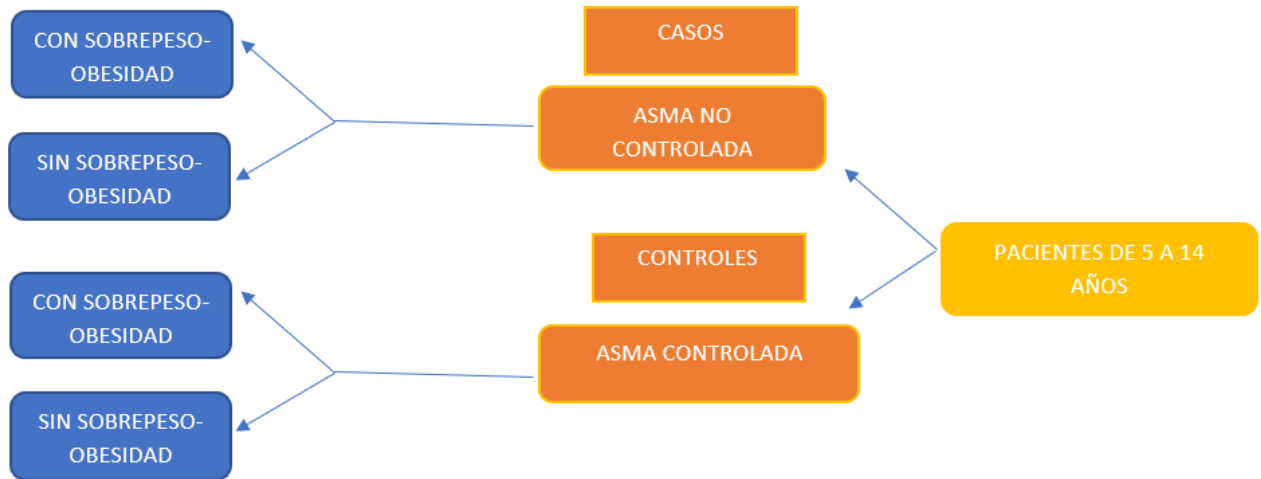 CON SOBREPESO-
OBESIDAD
SIN SOBREPESO-
OBESIDAD
CASOS
ASMA NO
CONTROLADA
CON SOBREPESO-
OBESIDAD
SIN SOBREPESO-
OBESIDAD
CONTROLES
ASMA CONTROLADA
PACIENTES DE 5 A 14
AÑOS